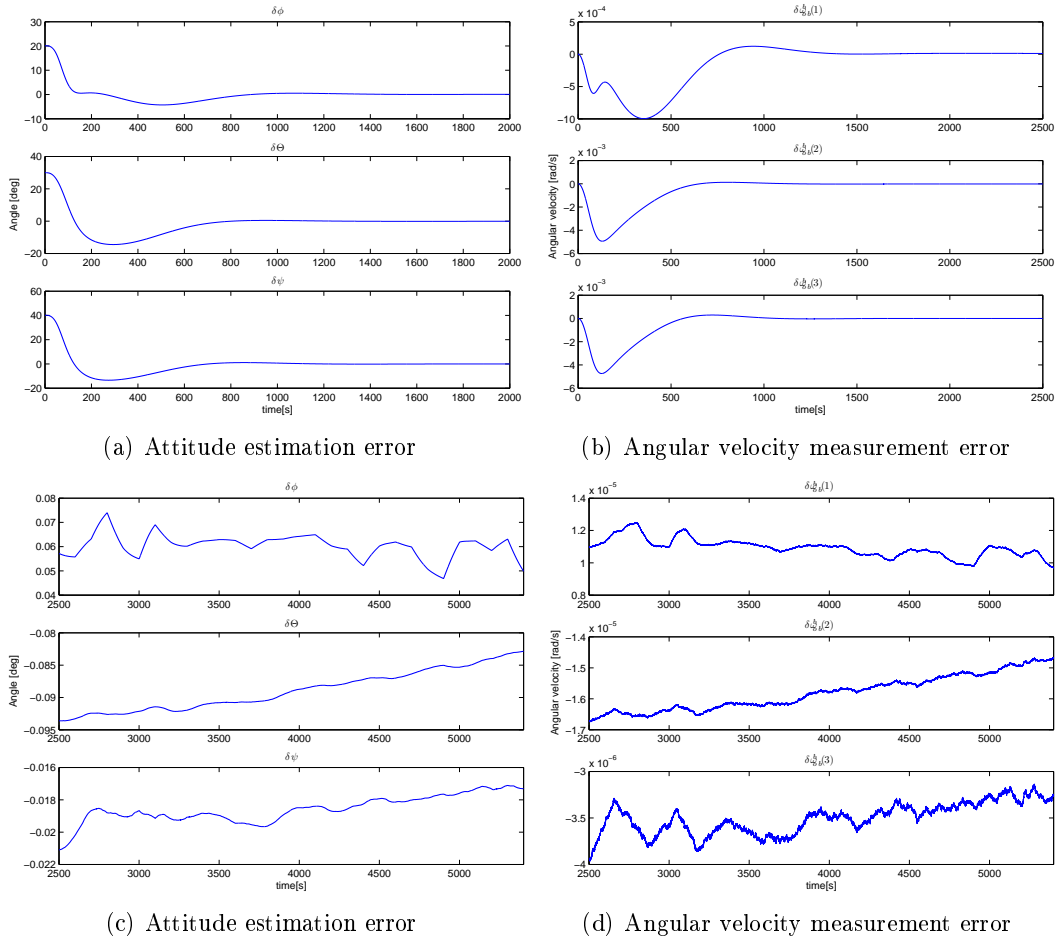 δϕ
30
20
10
0
−10
0 200 400 600 800 1000 1200 1400 1600 1800 2000
δΘ
Angle [deg]
40
20
0
−20
0 200 400 600 800 1000 1200 1400 1600 1800 2000
δψ
60
40
20
0
−20
0 200 400 600 800 1000 1200 1400 1600 1800 2000
time[s]
(a) Attitude estimation error
x 10⁻⁴
5
0
−5
−10
0 500 1000 1500 2000 2500
x 10⁻³
Angular velocity [rad/s]
2
0
−2
−4
−6
0 500 1000 1500 2000 2500
x 10⁻³
2
0
−2
−4
−6
0 500 1000 1500 2000 2500
time[s]
(b) Angular velocity measurement error
δϕ
0.08
0.07
0.06
0.05
0.04
2500 3000 3500 4000 4500 5000
δΘ
Angle [deg]
−0.08
−0.085
−0.09
−0.095
2500 3000 3500 4000 4500 5000
δψ
−0.016
−0.018
−0.02
−0.022
2500 3000 3500 4000 4500 5000
time[s]
(c) Attitude estimation error
x 10⁻⁵
1.4
1.2
1
0.8
2500 3000 3500 4000 4500 5000
x 10⁻⁵
Angular velocity [rad/s]
−1.4
−1.5
−1.6
−1.7
2500 3000 3500 4000 4500 5000
x 10⁻⁶
−3
−3.5
−4
2500 3000 3500 4000 4500 5000
time[s]
(d) Angular velocity measurement error